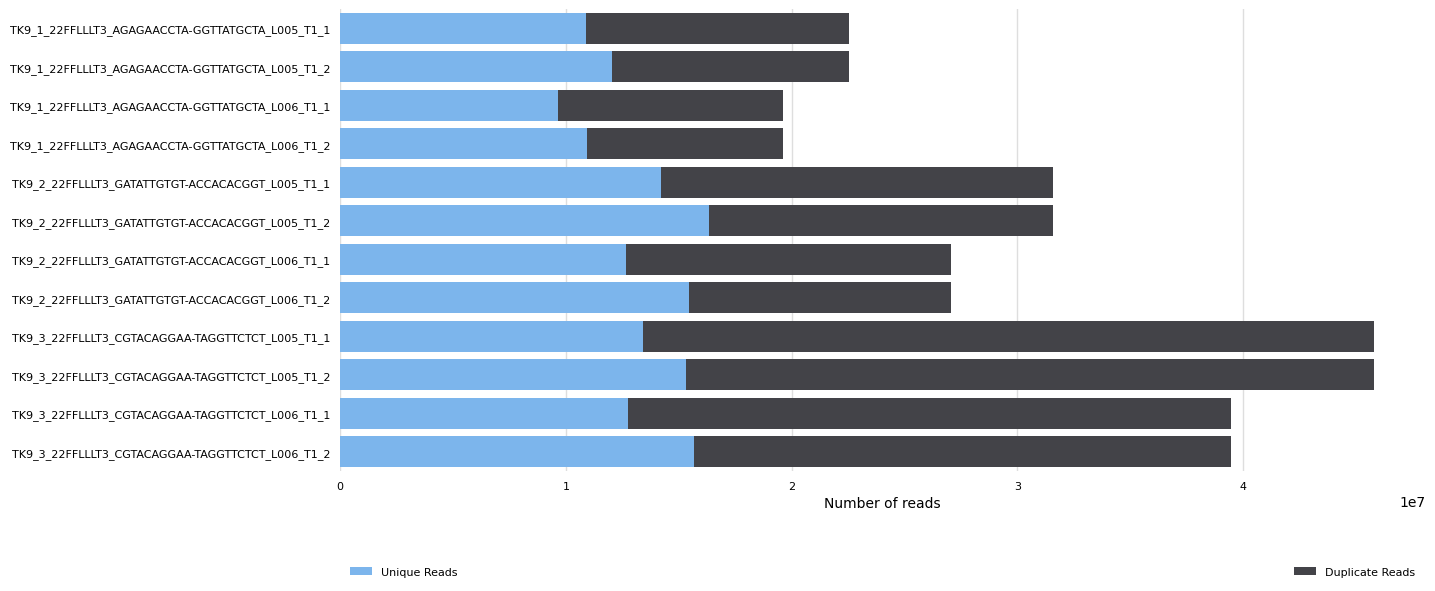 TK9_1_22FFLLLT3_AGAGAACCTA-GGTTATGCTA_L005_T1_1
TK9_1_22FFLLLT3_AGAGAACCTA-GGTTATGCTA_L005_T1_2
TK9_1_22FFLLLT3_AGAGAACCTA-GGTTATGCTA_L006_T1_1
TK9_1_22FFLLLT3_AGAGAACCTA-GGTTATGCTA_L006_T1_2
TK9_2_22FFLLLT3_GATATTGTGT-ACCACACGGT_L005_T1_1
TK9_2_22FFLLLT3_GATATTGTGT-ACCACACGGT_L005_T1_2
TK9_2_22FFLLLT3_GATATTGTGT-ACCACACGGT_L006_T1_1
TK9_2_22FFLLLT3_GATATTGTGT-ACCACACGGT_L006_T1_2
TK9_3_22FFLLLT3_CGTACAGGAA-TAGGTTCTCT_L005_T1_1
TK9_3_22FFLLLT3_CGTACAGGAA-TAGGTTCTCT_L005_T1_2
TK9_3_22FFLLLT3_CGTACAGGAA-TAGGTTCTCT_L006_T1_1
TK9_3_22FFLLLT3_CGTACAGGAA-TAGGTTCTCT_L006_T1_2
0 1 2 3 4
Number of reads
1e7
Unique Reads
Duplicate Reads